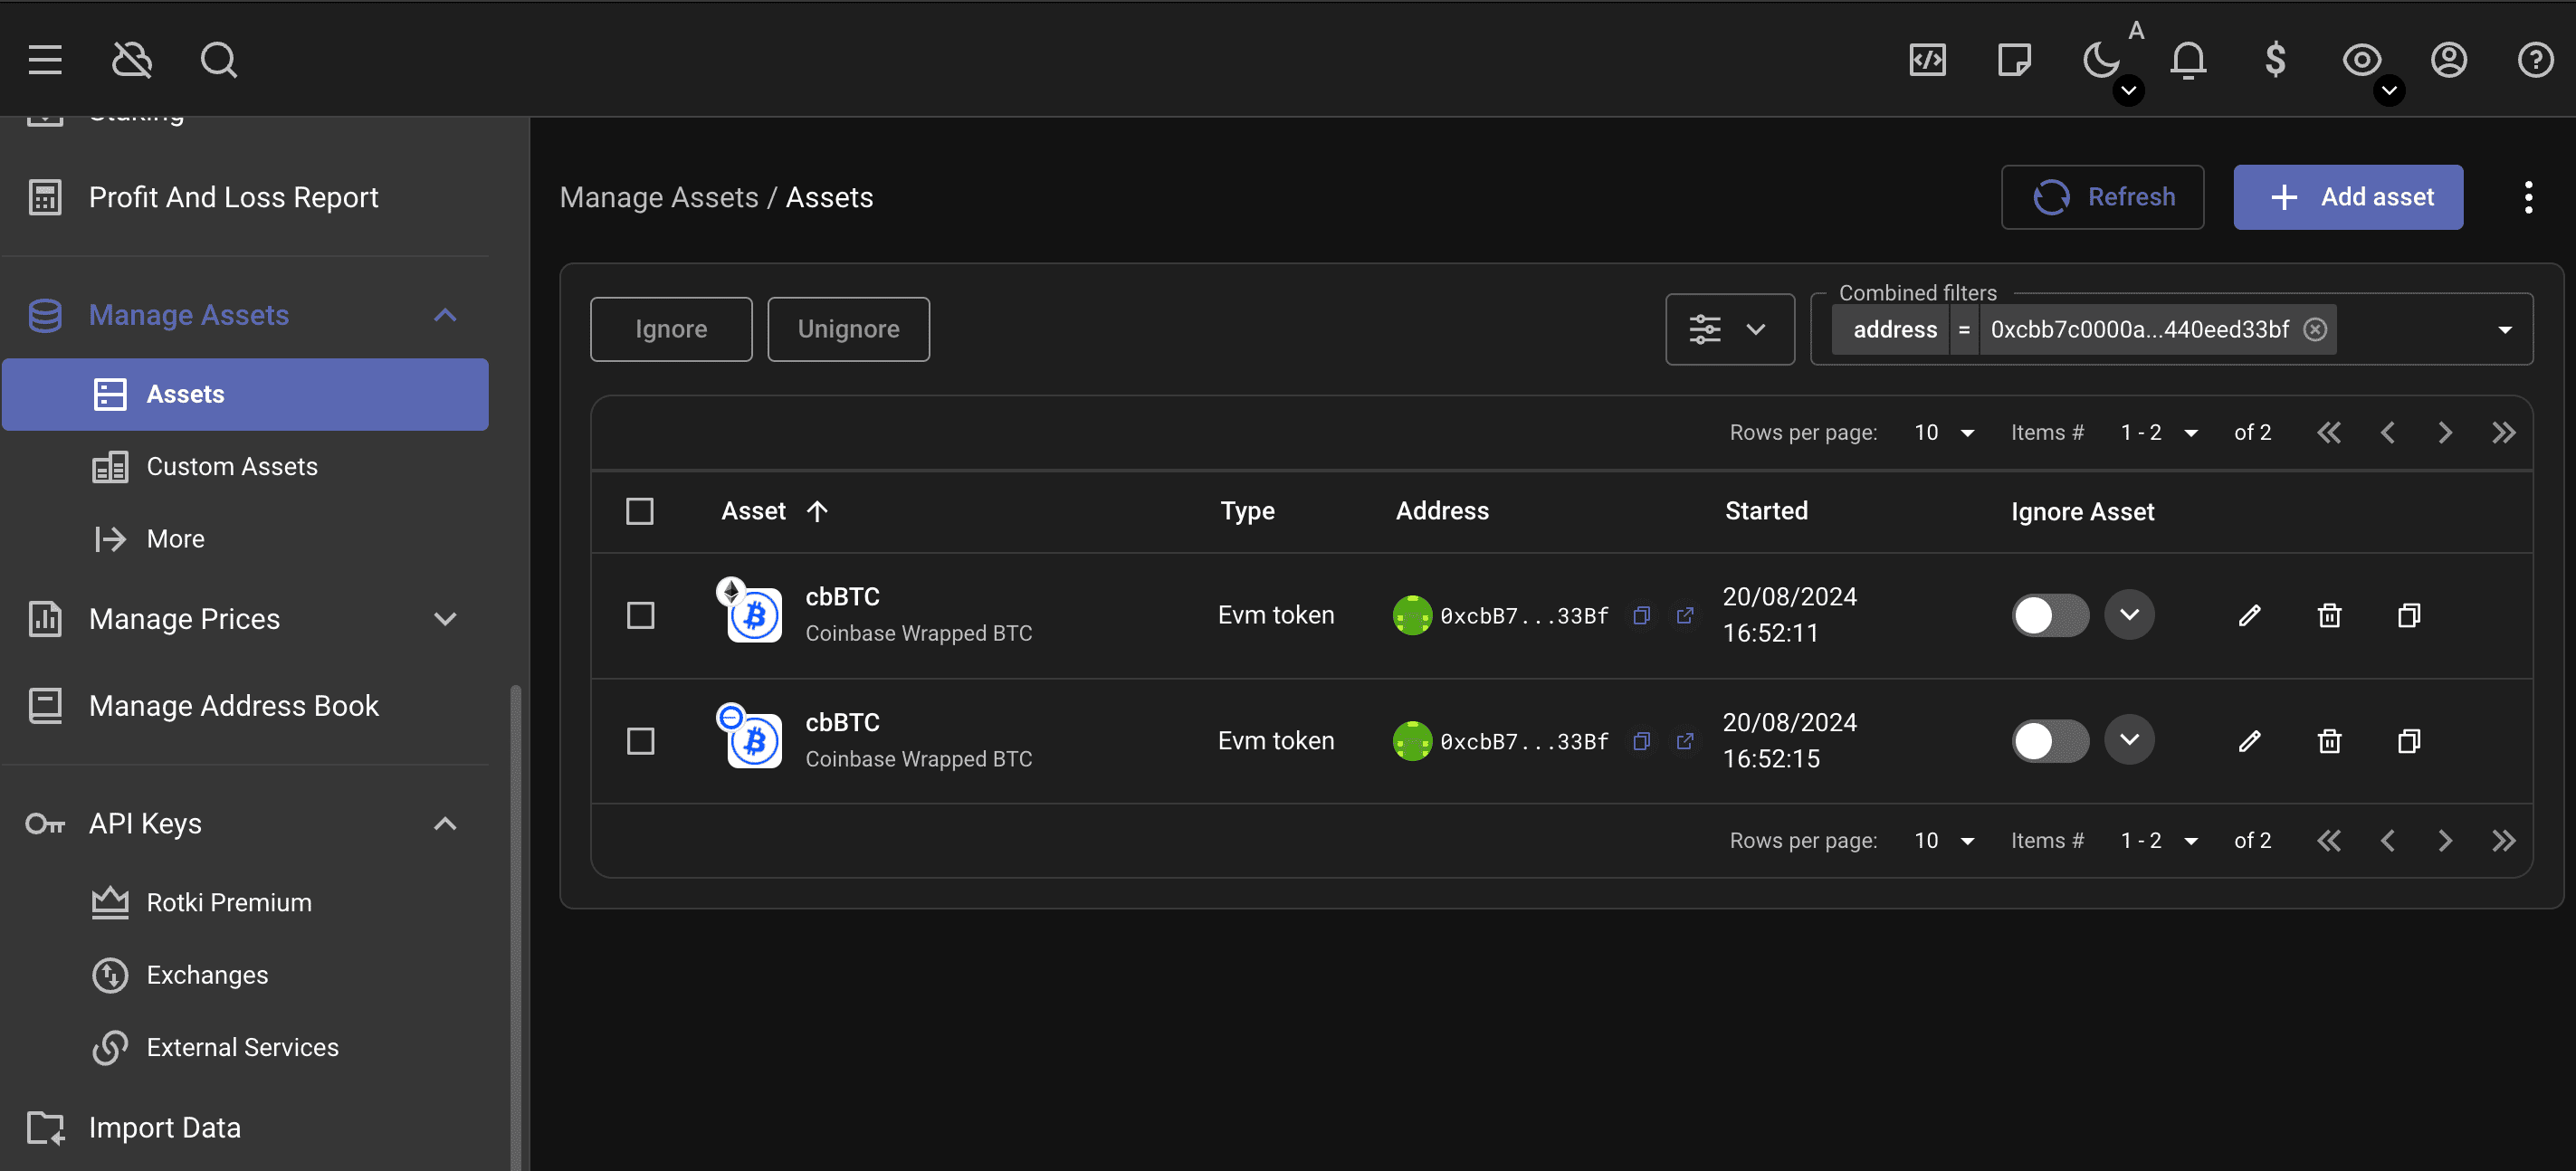 A
Staking
Profit And Loss Report
Manage Assets
Assets
Custom Assets
More
Manage Prices
Manage Address Book
API Keys
Rotki Premium
Exchanges
External Services
Import Data
Manage Assets / Assets
Refresh
Add asset
Ignore
Unignore
Combined filters
address = 0xcbb7c0000a...440eed33bf
Rows per page: 10 Items # 1 - 2 of 2
Asset Type Address Started Ignore Asset
cbBTC
Coinbase Wrapped BTC
Evm token
0xcbB7...33Bf
20/08/2024
16:52:11
cbBTC
Coinbase Wrapped BTC
Evm token
0xcbB7...33Bf
20/08/2024
16:52:15
Rows per page: 10 Items # 1 - 2 of 2